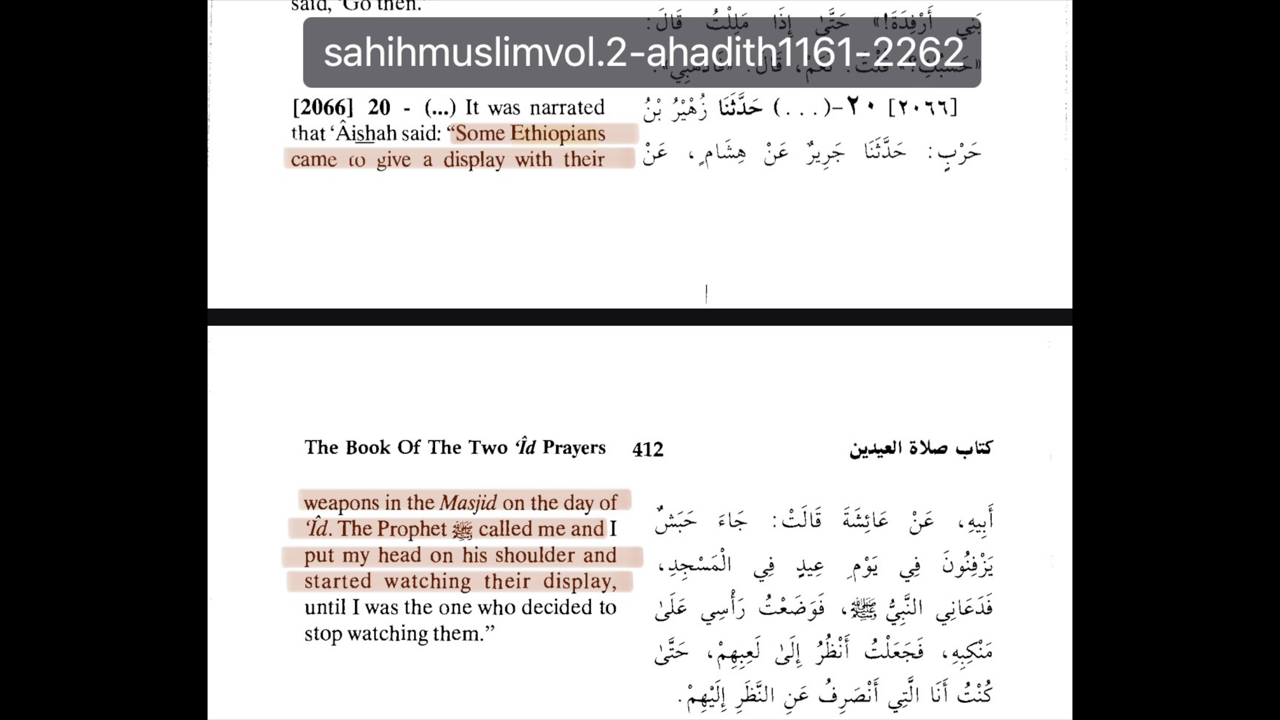 said, 'Go then.'
بَنِي أَرْفِدَةَ!» حَتَّىٰ إِذَا مَلِلْتُ قَالَ:
sahihmuslimvol.2-ahadith1161-2262
[2066] 20 - (...) It was narrated
that ‘Âishah said: “Some Ethiopians
came to give a display with their
[٢٠٦٦] ٢٠-(...) حَدَّثَنَا زُهَيْرُ بْنُ
حَرْبٍ: حَدَّثَنَا جَرِيرٌ عَنْ هِشَامٍ، عَنْ
The Book Of The Two ‘Îd Prayers 412 كتاب صلاة العيدين
weapons in the Masjid on the day of
‘Îd. The Prophet ﷺ called me and I
put my head on his shoulder and
started watching their display,
until I was the one who decided to
stop watching them.”
أَبِيهِ، عَنْ عَائِشَةَ قَالَتْ: جَاءَ حَبَشٌ
يَزْفِنُونَ فِي يَوْمِ عِيدٍ فِي الْمَسْجِدِ،
فَدَعَانِي النَّبِيُّ ﷺ، فَوَضَعْتُ رَأْسِي عَلَىٰ
مَنْكِبِهِ، فَجَعَلْتُ أَنْظُرُ إِلَىٰ لَعِبِهِمْ، حَتَّىٰ
كُنْتُ أَنَا الَّتِي أَنْصَرِفُ عَنِ النَّظَرِ إِلَيْهِمْ.